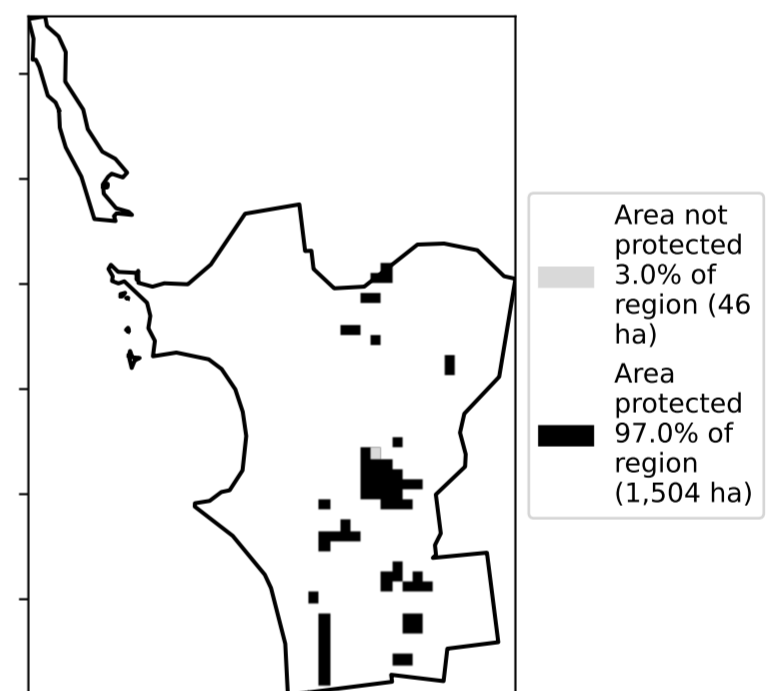 Area not
protected
3.0% of
region (46
ha)
Area
protected
97.0% of
region
(1,504 ha)